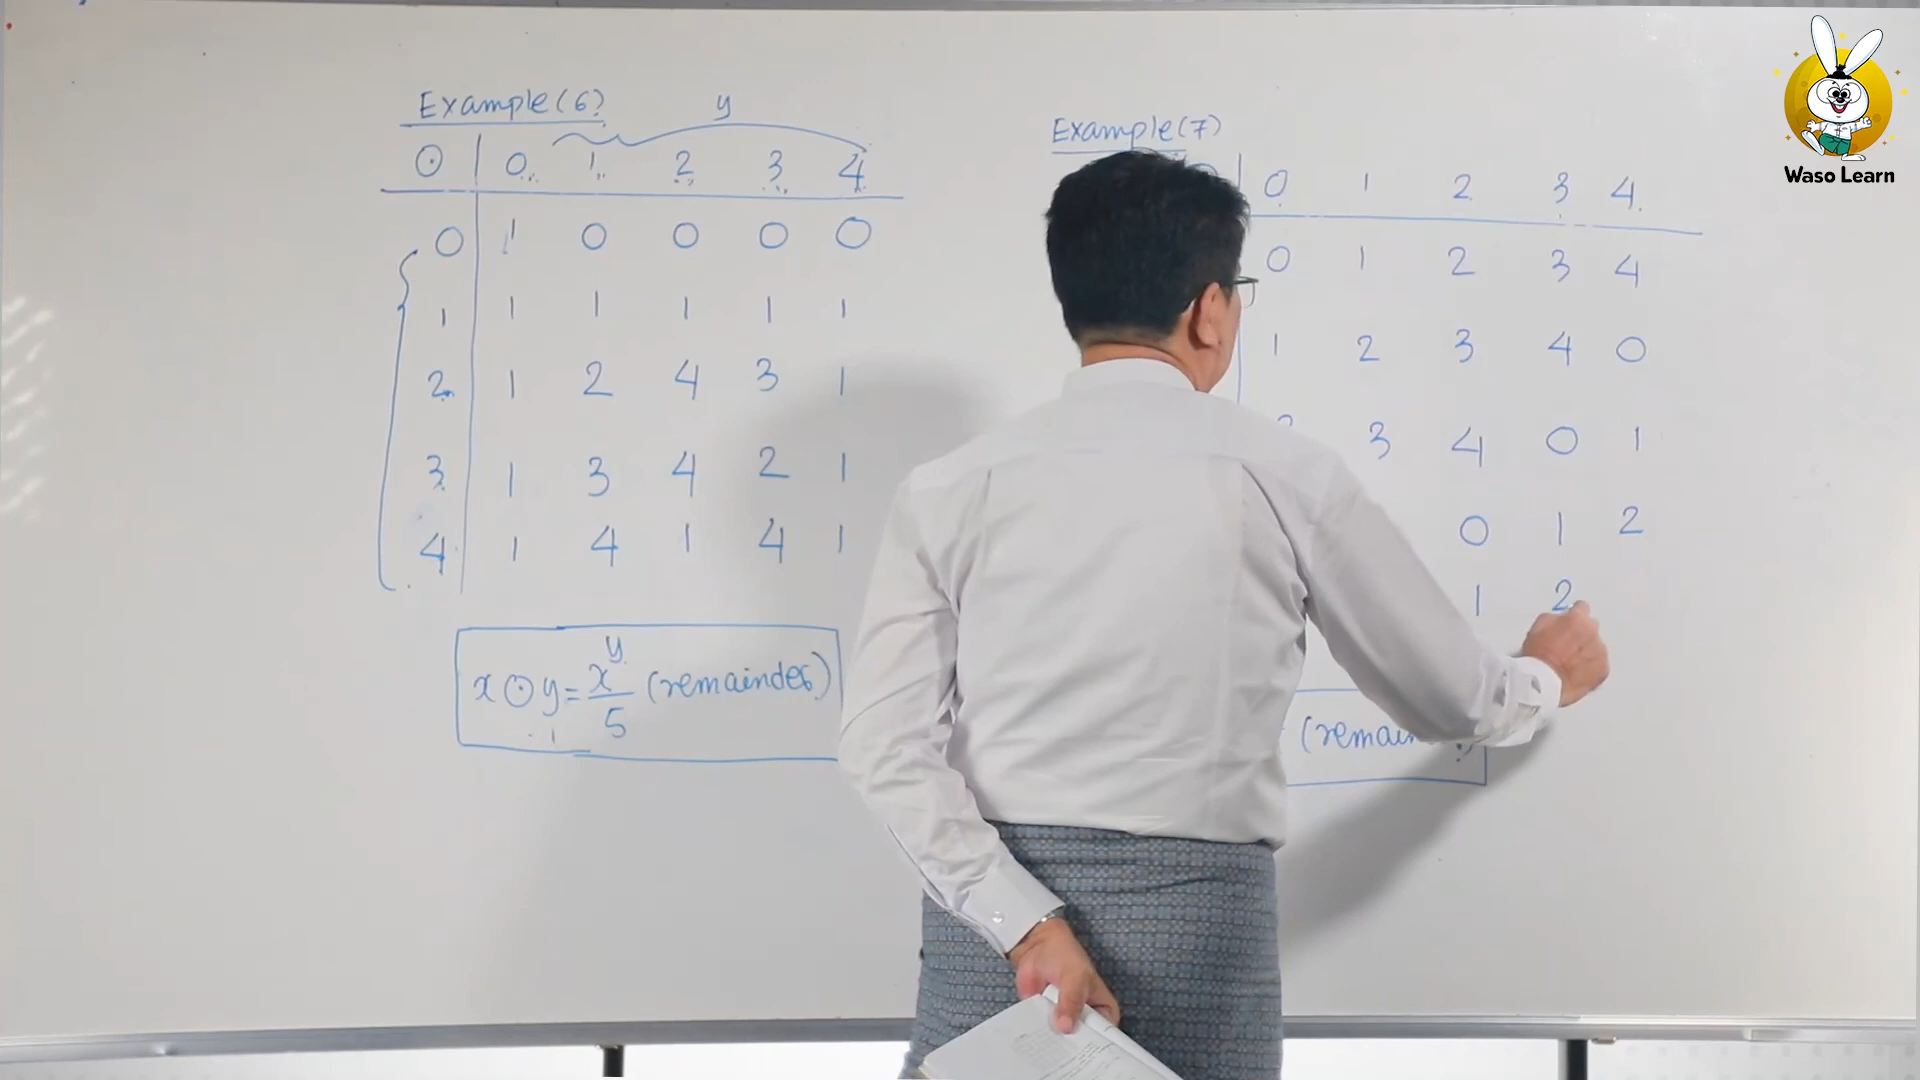 Example(6)
y
⊙ 0 1 2 3 4
0 1 0 0 0 0
1 1 1 1 1 1
2 1 2 4 3 1
3 1 3 4 2 1
4 1 4 1 4 1
x ⊙ y = x^y / 5 (remainder)
Example(7)
0 1 2 3 4
0 1 2 3 4
1 2 3 4 0
3 4 0 1
0 1 2
1 2
Waso Learn